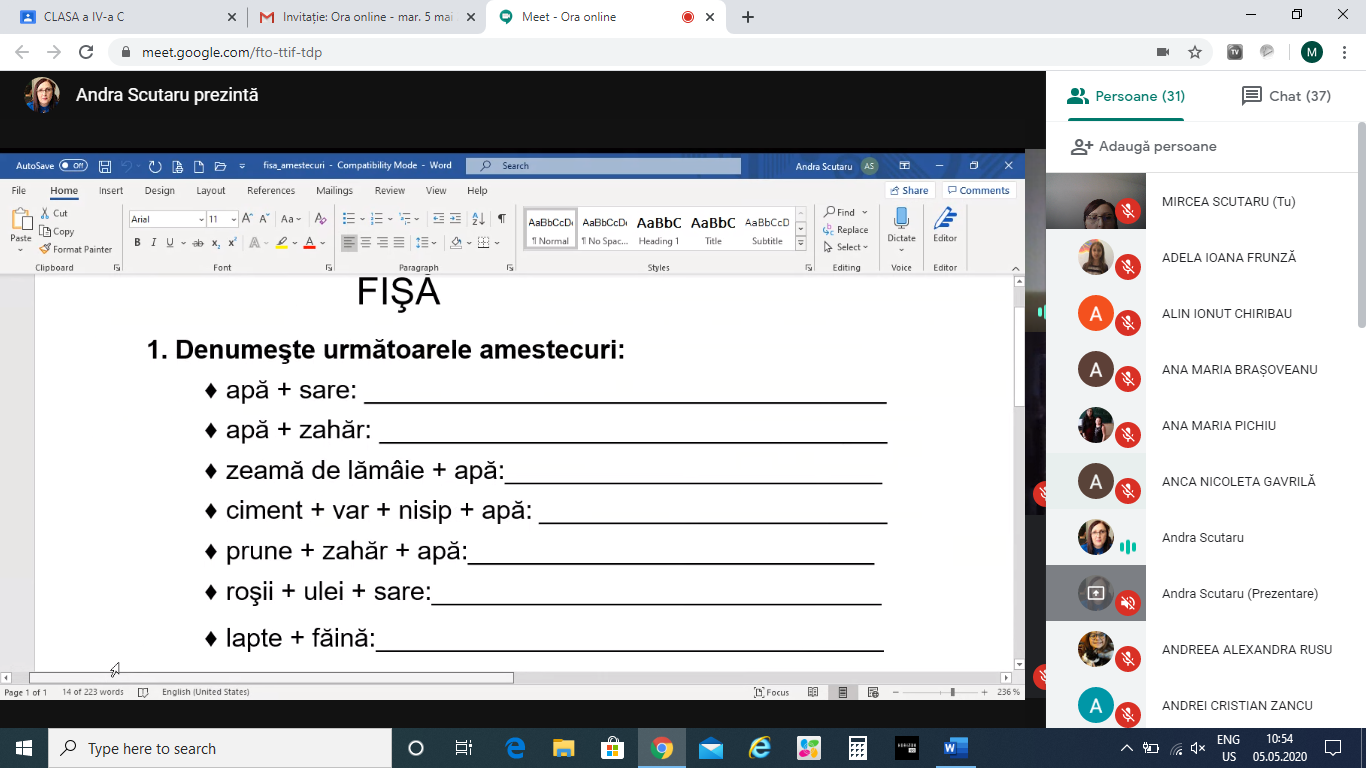 CLASA a IV-a C
Invitație: Ora online - mar. 5 mai
Meet - Ora online
meet.google.com/fto-ttif-tdp
TV
M
Andra Scutaru prezintă
Persoane (31)
Chat (37)
Adaugă persoane
AutoSave Off
fisa_amestecuri - Compatibility Mode - Word
Search
Andra Scutaru AS
File Home Insert Design Layout References Mailings Review View Help
Share Comments
Paste
Cut
Copy
Format Painter
Arial 11
AaBbCcDc AaBbCcDc AaBbC AaBbC AaBbCcD
¶ Normal ¶ No Spac... Heading 1 Title Subtitle
Find
Replace
Select
Dictate
Editor
Clipboard Font Paragraph Styles Editing Voice Editor
FIŞĂ
1. Denumeşte următoarele amestecuri:
♦ apă + sare:
♦ apă + zahăr:
♦ zeamă de lămâie + apă:
♦ ciment + var + nisip + apă:
♦ prune + zahăr + apă:
♦ roşii + ulei + sare:
♦ lapte + făină:
Page 1 of 1 14 of 223 words English (United States) Focus 236 %
MIRCEA SCUTARU (Tu)
ADELA IOANA FRUNZĂ
A ALIN IONUT CHIRIBAU
A ANA MARIA BRAȘOVEANU
ANA MARIA PICHIU
A ANCA NICOLETA GAVRILĂ
Andra Scutaru
Andra Scutaru (Prezentare)
ANDREEA ALEXANDRA RUSU
A ANDREI CRISTIAN ZANCU
Type here to search
HORIZON
ENG
US
10:54
05.05.2020